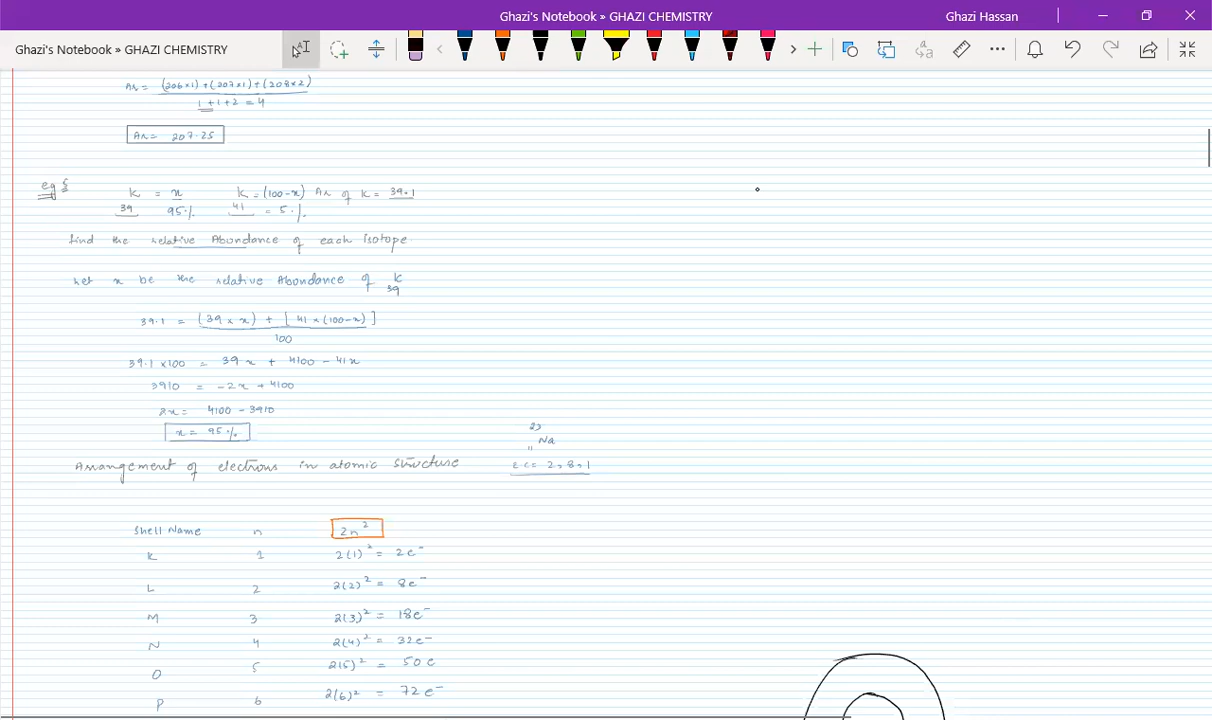 Ghazi's Notebook » GHAZI CHEMISTRY
Ghazi Hassan
Ghazi's Notebook » GHAZI CHEMISTRY
Ar = (206×1)+(207×1)+(208×2)
1+1+2 = 4
Ar = 207.25
eg
K = x K = (100-x) Ar of K = 39.1
39 95% 41 = 5%
find the relative Abundance of each isotope
Let x be the relative Abundance of K
39
39.1 = (39 × x) + [41 × (100-x)]
100
39.1 × 100 = 39x + 4100 - 41x
3910 = -2x + 4100
2x = 4100 - 3910
x = 95%
23
Na
11
Arrangement of electrons in atomic structure
2,8,1
Shell Name n 2n²
K 1 2(1)² = 2e⁻
L 2 2(2)² = 8e⁻
M 3 2(3)² = 18e⁻
N 4 2(4)² = 32e⁻
O 5 2(5)² = 50e
P 6 2(6)² = 72e⁻